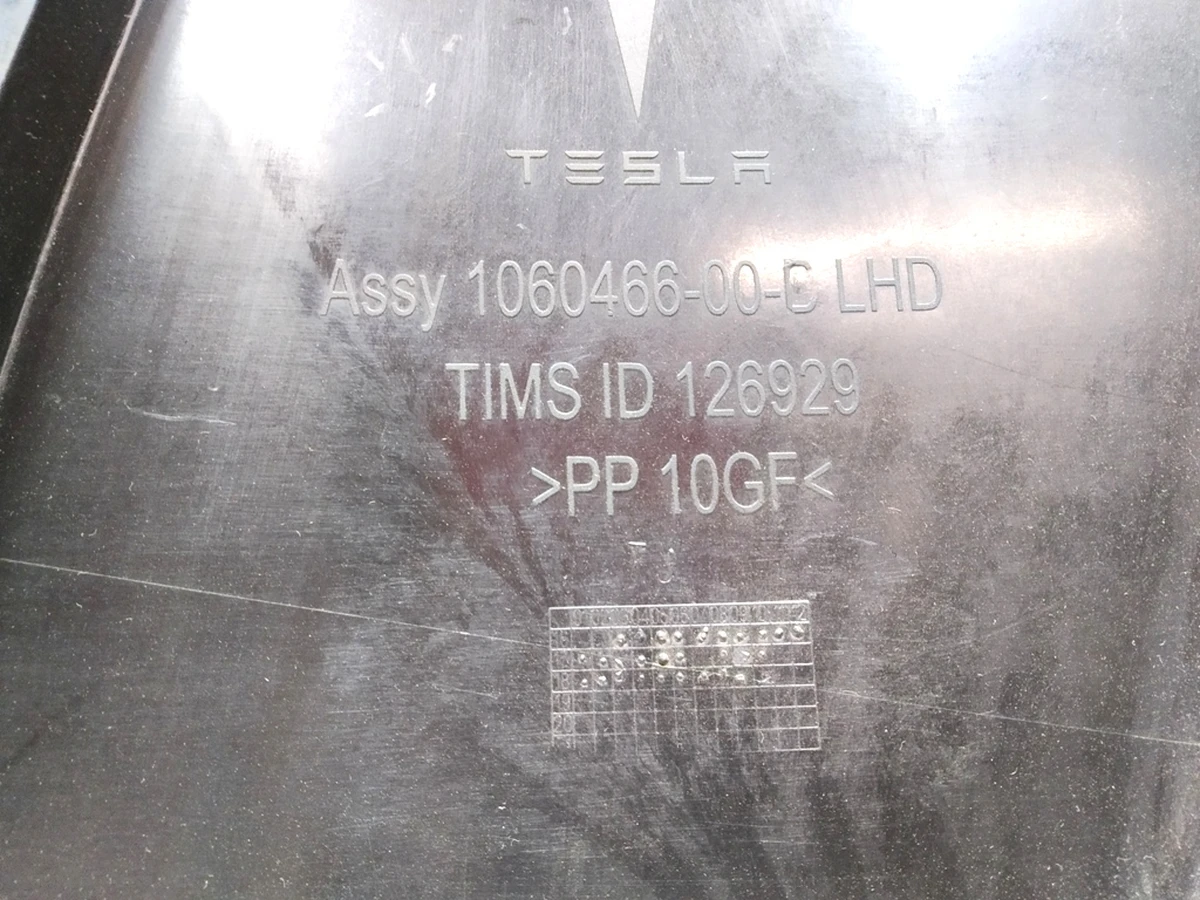 TESLA
Assy 1060466-00- LHD
TIMS ID 126929
>PP 10GF<